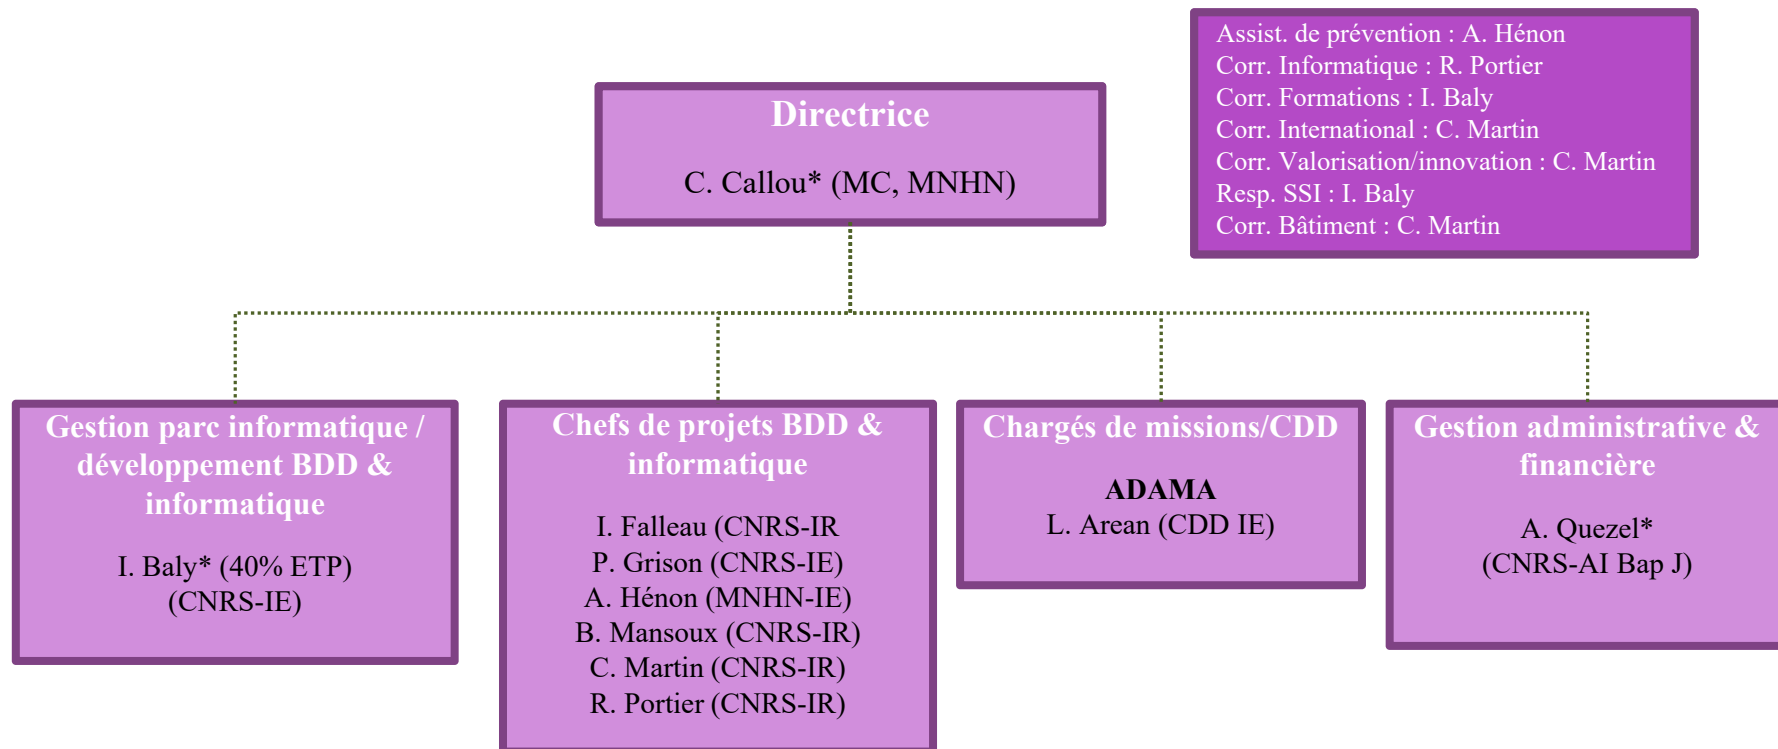 Assist. de prévention : A. Hénon
Corr. Informatique : R. Portier
Corr. Formations : I. Baly
Corr. International : C. Martin
Corr. Valorisation/innovation : C. Martin
Resp. SSI : I. Baly
Corr. Bâtiment : C. Martin
Directrice
C. Callou* (MC, MNHN)
Gestion parc informatique /
développement BDD &
informatique
I. Baly* (40% ETP)
(CNRS-IE)
Chefs de projets BDD &
informatique
I. Falleau (CNRS-IR
P. Grison (CNRS-IE)
A. Hénon (MNHN-IE)
B. Mansoux (CNRS-IR)
C. Martin (CNRS-IR)
R. Portier (CNRS-IR)
Chargés de missions/CDD
ADAMA
L. Arean (CDD IE)
Gestion administrative &
financière
A. Quezel*
(CNRS-AI Bap J)